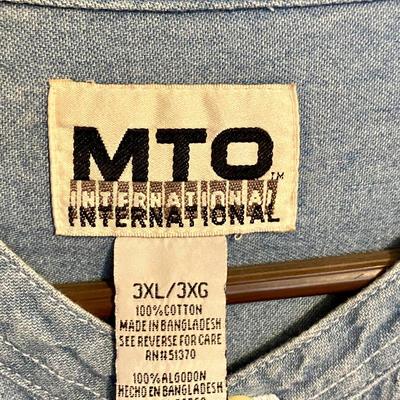 MTO
TM
INTERNATIONAL
INTERNATIONAL
3XL/3XG
100% COTTON
MADE IN BANGLADESH
SEE REVERSE FOR CARE
RN#51370
100% ALGODON
HECHO EN BANGLADESH